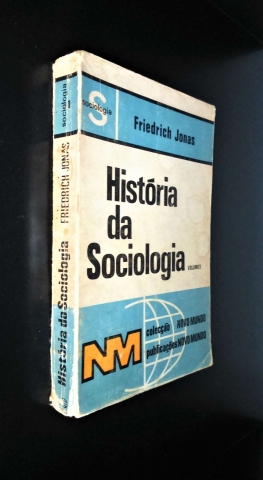 S
sociologia
Friedrich Jonas
História
da
Sociologia
VOLUME
NM
colecção NOVO MUNDO
publicações NOVO MUNDO
sociologia
FRIEDRICH JONAS
História da Sociologia